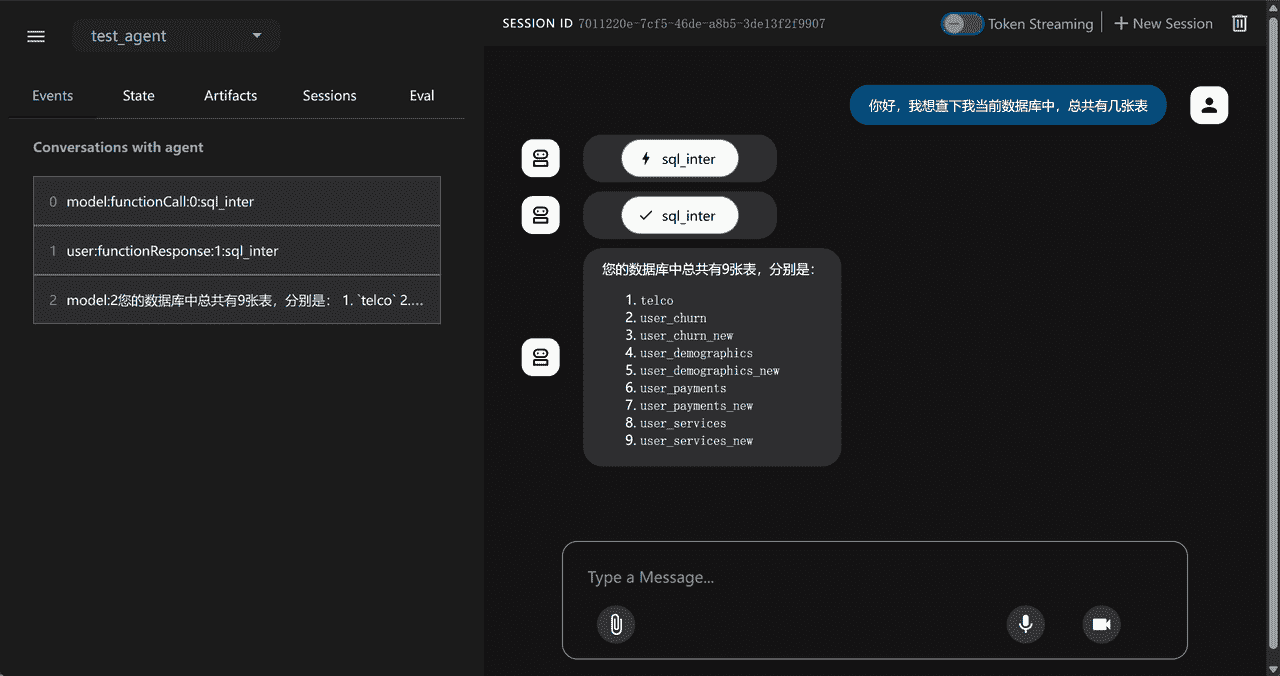 test_agent
SESSION ID 7011220e-7cf5-46de-a8b5-3de13f2f9907
Token Streaming
New Session
Events
State
Artifacts
Sessions
Eval
Conversations with agent
0 model:functionCall:0:sql_inter
1 user:functionResponse:1:sql_inter
2 model:2您的数据库中总共有9张表，分别是： 1. `telco` 2....
你好，我想查下我当前数据库中，总共有几张表
sql_inter
sql_inter
您的数据库中总共有9张表，分别是：
1. telco
2. user_churn
3. user_churn_new
4. user_demographics
5. user_demographics_new
6. user_payments
7. user_payments_new
8. user_services
9. user_services_new
Type a Message...